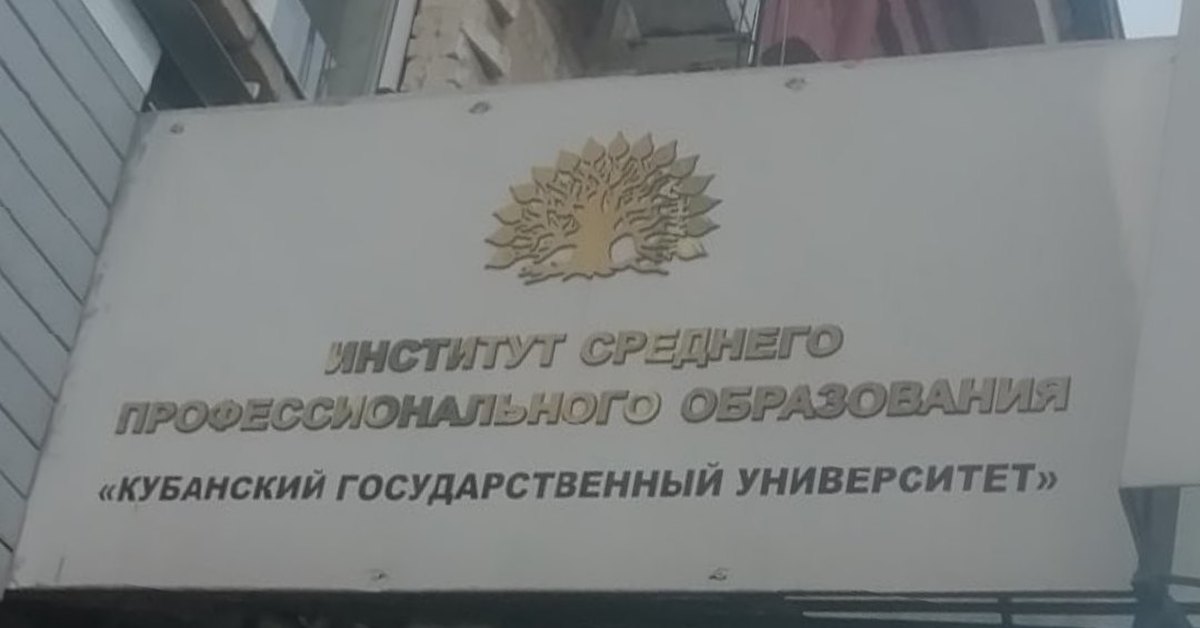 ИНСТИТУТ СРЕДНЕГО
ПРОФЕССИОНАЛЬНОГО ОБРАЗОВАНИЯ
«КУБАНСКИЙ ГОСУДАРСТВЕННЫЙ УНИВЕРСИТЕТ»